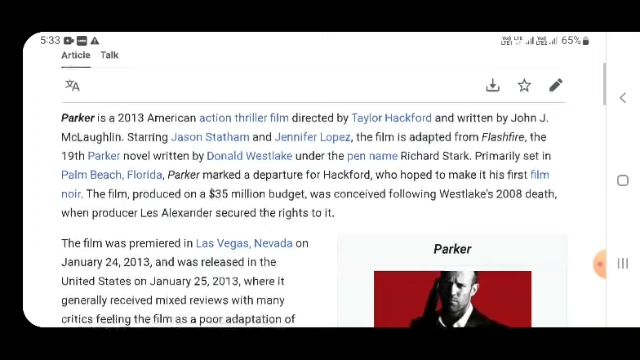 5:33
65%
Article Talk
Parker is a 2013 American action thriller film directed by Taylor Hackford and written by John J.
McLaughlin. Starring Jason Statham and Jennifer Lopez, the film is adapted from Flashfire, the
19th Parker novel written by Donald Westlake under the pen name Richard Stark. Primarily set in
Palm Beach, Florida, Parker marked a departure for Hackford, who hoped to make it his first film
noir. The film, produced on a $35 million budget, was conceived following Westlake's 2008 death,
when producer Les Alexander secured the rights to it.
The film was premiered in Las Vegas, Nevada on
January 24, 2013, and was released in the
United States on January 25, 2013, where it
generally received mixed reviews with many
critics feeling the film as a poor adaptation of
Parker